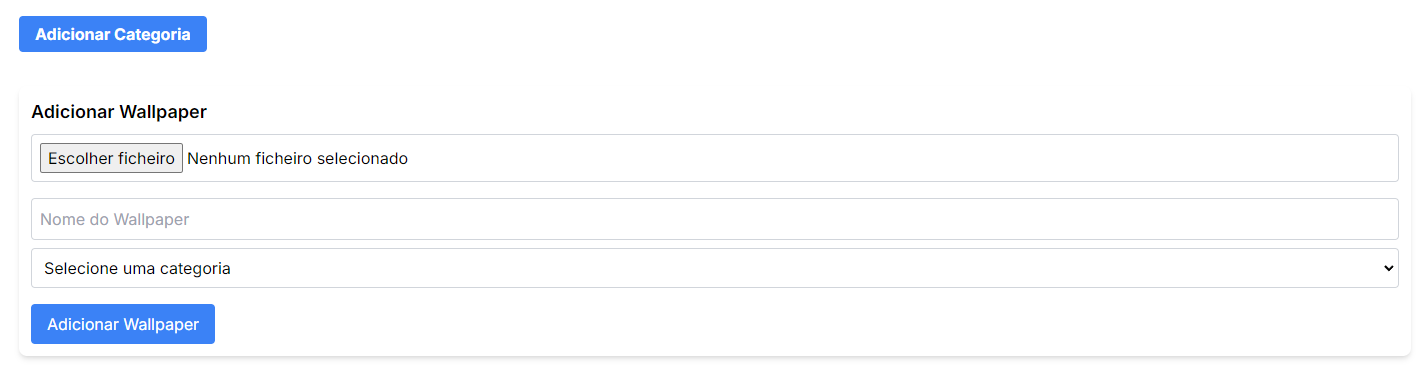 Adicionar Categoria
Adicionar Wallpaper
Escolher ficheiro Nenhum ficheiro selecionado
Nome do Wallpaper
Selecione uma categoria
Adicionar Wallpaper